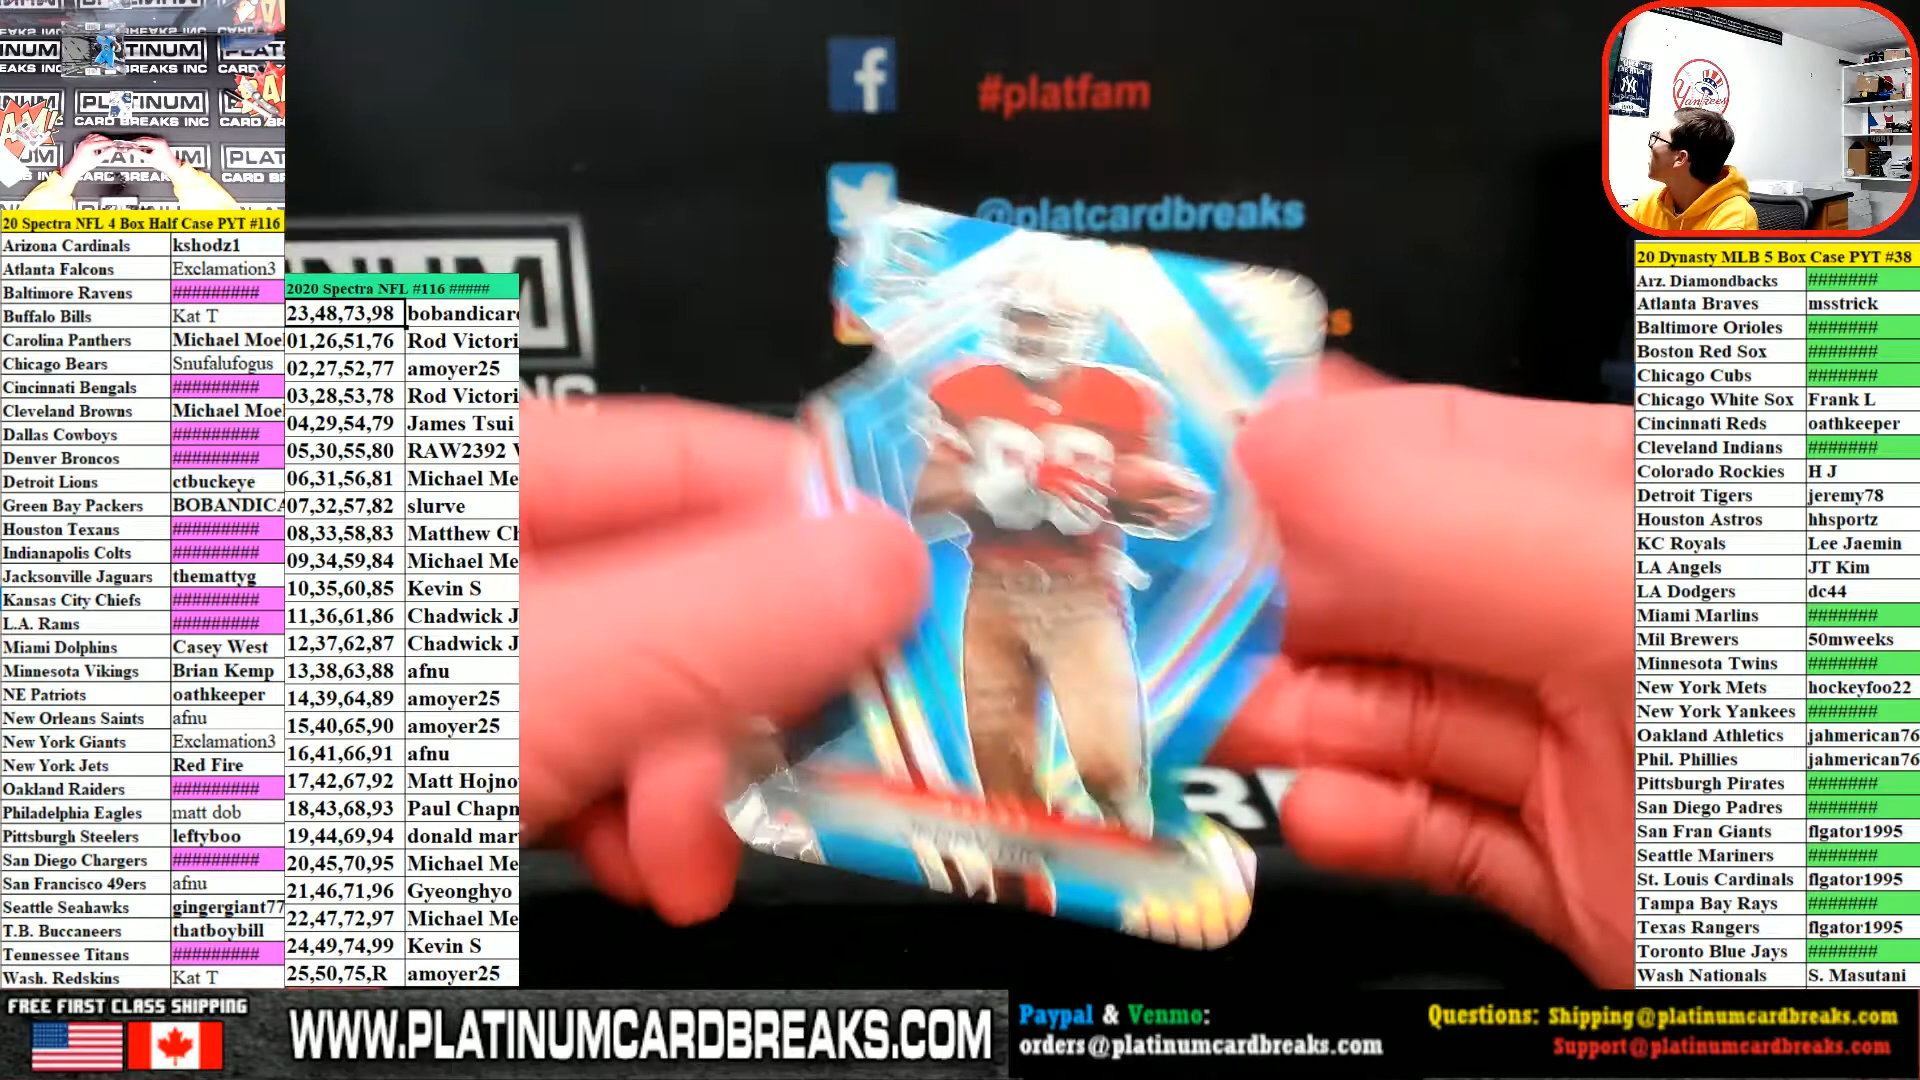 PLATINUM
CARD BREAKS INC
#platfam
@platcardbreaks
Yankees
20 Spectra NFL 4 Box Half Case PYT #116
Arizona Cardinals kshodz1
Atlanta Falcons Exclamation3
Baltimore Ravens #########
Buffalo Bills Kat T
Carolina Panthers Michael Moe
Chicago Bears Snufalufogus
Cincinnati Bengals #########
Cleveland Browns Michael Moe
Dallas Cowboys #########
Denver Broncos #########
Detroit Lions ctbuckeye
Green Bay Packers BOBANDICA
Houston Texans #########
Indianapolis Colts #########
Jacksonville Jaguars themattyg
Kansas City Chiefs #########
L.A. Rams #########
Miami Dolphins Casey West
Minnesota Vikings Brian Kemp
NE Patriots oathkeeper
New Orleans Saints afnu
New York Giants Exclamation3
New York Jets Red Fire
Oakland Raiders #########
Philadelphia Eagles matt dob
Pittsburgh Steelers leftyboo
San Diego Chargers #########
San Francisco 49ers afnu
Seattle Seahawks gingergiant77
T.B. Buccaneers thatboybill
Tennessee Titans #########
Wash. Redskins Kat T
2020 Spectra NFL #116 #####
23,48,73,98 bobandicar
01,26,51,76 Rod Victori
02,27,52,77 amoyer25
03,28,53,78 Rod Victori
04,29,54,79 James Tsui
05,30,55,80 RAW2392 V
06,31,56,81 Michael Me
07,32,57,82 slurve
08,33,58,83 Matthew Ch
09,34,59,84 Michael Me
10,35,60,85 Kevin S
11,36,61,86 Chadwick J
12,37,62,87 Chadwick J
13,38,63,88 afnu
14,39,64,89 amoyer25
15,40,65,90 amoyer25
16,41,66,91 afnu
17,42,67,92 Matt Hojno
18,43,68,93 Paul Chapn
19,44,69,94 donald mar
20,45,70,95 Michael Me
21,46,71,96 Gyeonghyo
22,47,72,97 Michael Me
24,49,74,99 Kevin S
25,50,75,R amoyer25
20 Dynasty MLB 5 Box Case PYT #38
Arz. Diamondbacks #######
Atlanta Braves msstrick
Baltimore Orioles #######
Boston Red Sox #######
Chicago Cubs #######
Chicago White Sox Frank L
Cincinnati Reds oathkeeper
Cleveland Indians #######
Colorado Rockies H J
Detroit Tigers jeremy78
Houston Astros hhsportz
KC Royals Lee Jaemin
LA Angels JT Kim
LA Dodgers dc44
Miami Marlins #######
Mil Brewers 50mweeks
Minnesota Twins #######
New York Mets hockeyfoo22
New York Yankees #######
Oakland Athletics jahmerican76
Phil. Phillies jahmerican76
Pittsburgh Pirates #######
San Diego Padres #######
San Fran Giants flgator1995
Seattle Mariners #######
St. Louis Cardinals flgator1995
Tampa Bay Rays #######
Texas Rangers flgator1995
Toronto Blue Jays #######
Wash Nationals S. Masutani
FREE FIRST CLASS SHIPPING
WWW.PLATINUMCARDBREAKS.COM
Paypal & Venmo:
orders@platinumcardbreaks.com
Questions: Shipping@platinumcardbreaks.com
Support@platinumcardbreaks.com